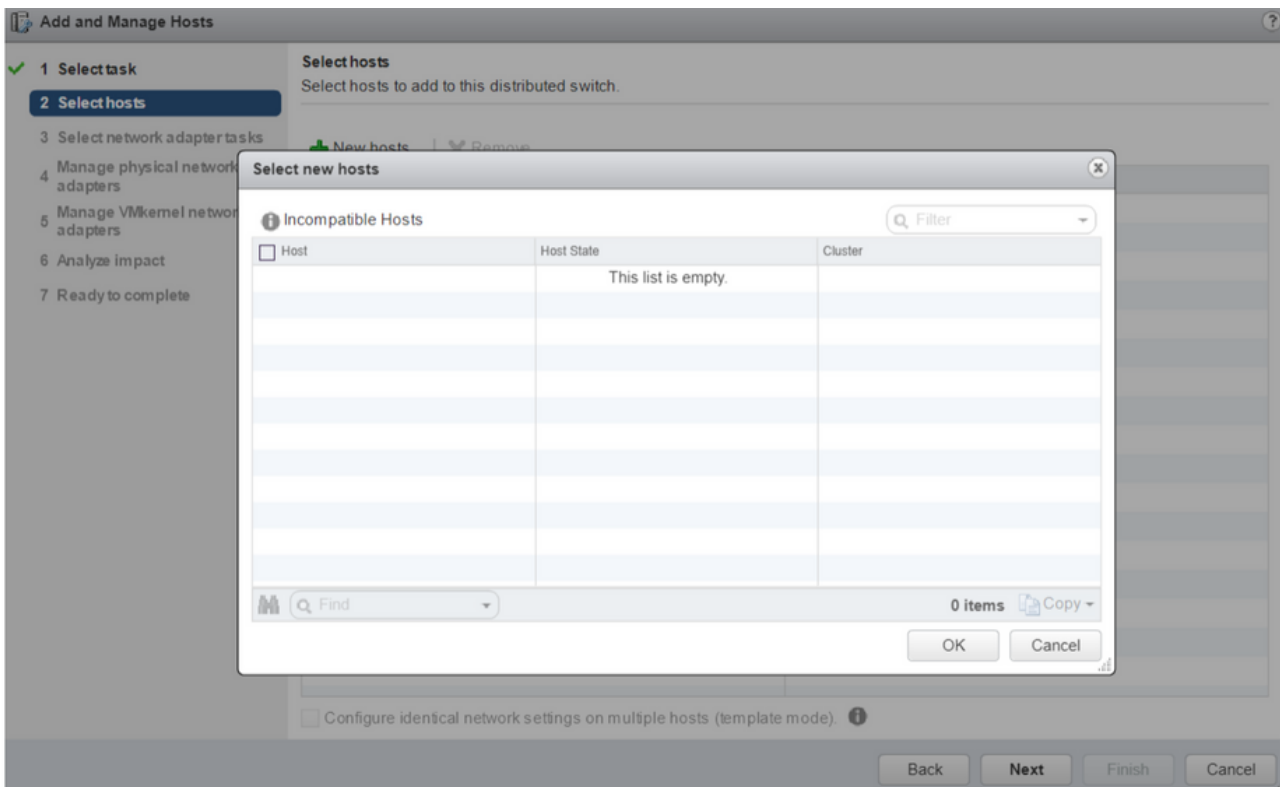 Add and Manage Hosts
?
1 Select task
2 Select hosts
3 Select network adapter tasks
4 Manage physical network
adapters
5 Manage VMkernel networ
adapters
6 Analyze impact
7 Ready to complete
Select hosts
Select hosts to add to this distributed switch.
New hosts | Remove
Select new hosts
Incompatible Hosts
Filter
Host Host State Cluster
This list is empty.
Find
0 items Copy
OK Cancel
Configure identical network settings on multiple hosts (template mode).
Back Next Finish Cancel